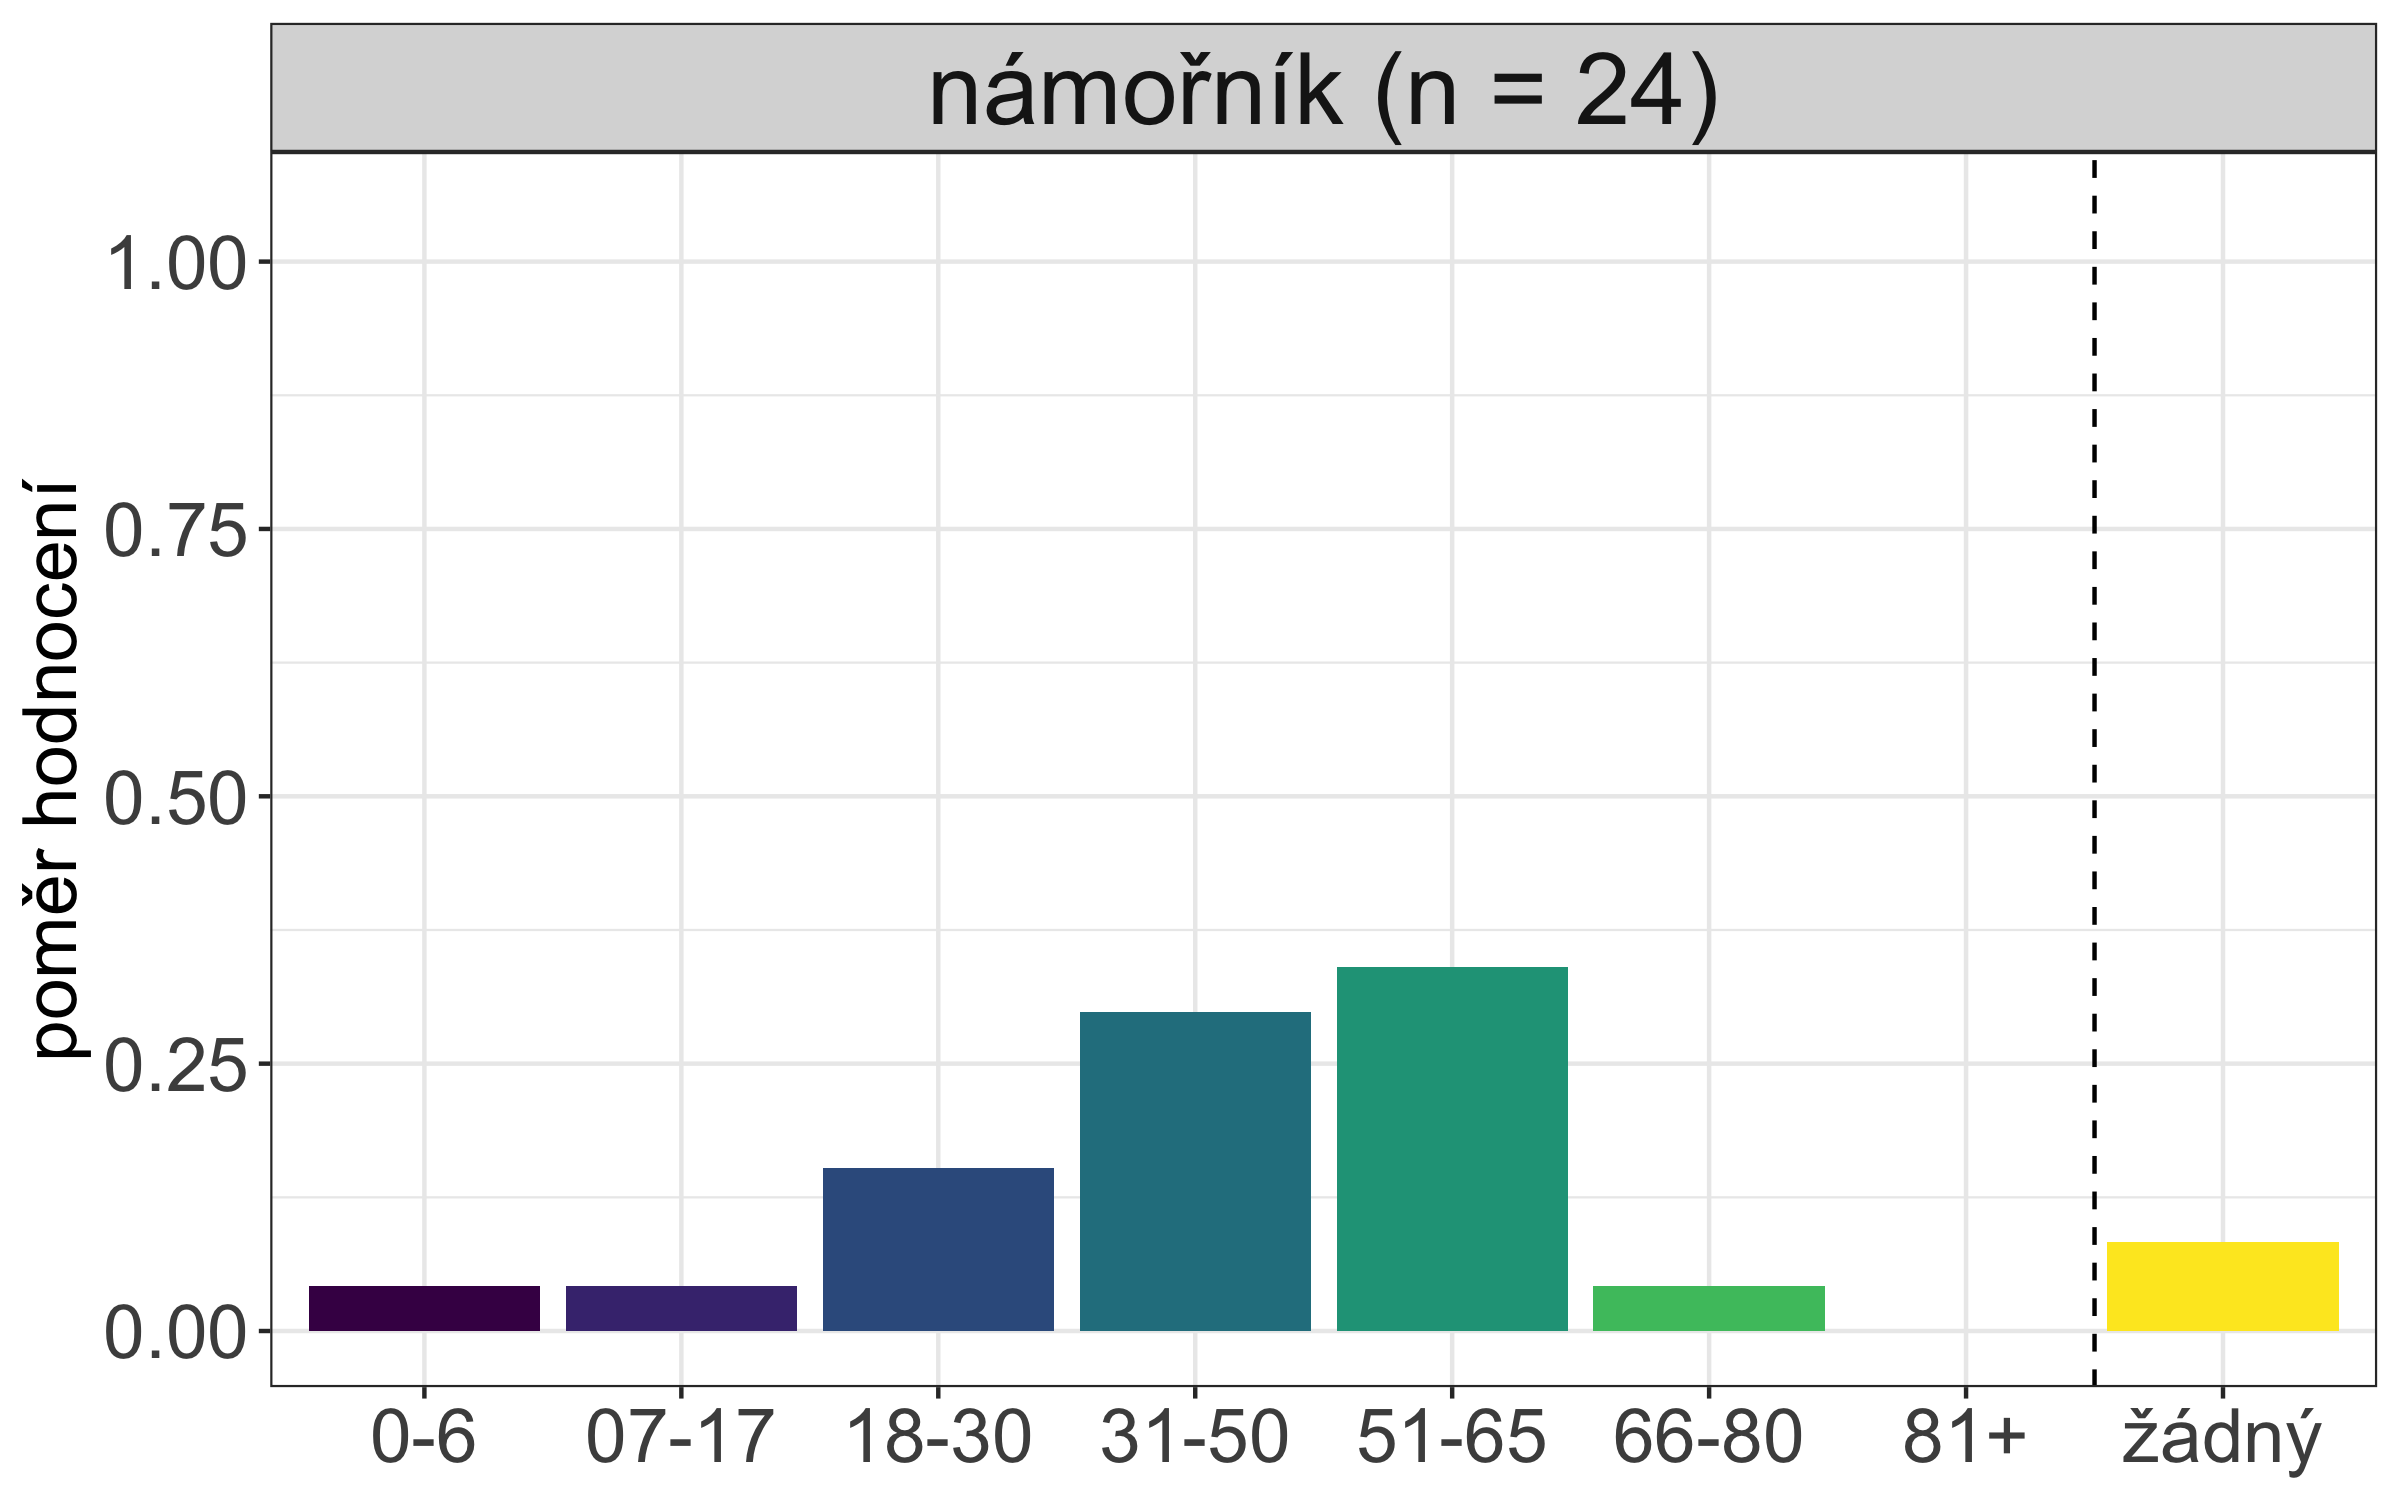 námořník (n = 24)
poměr hodnocení
1.00
0.75
0.50
0.25
0.00
0-6 07-17 18-30 31-50 51-65 66-80 81+ žádný